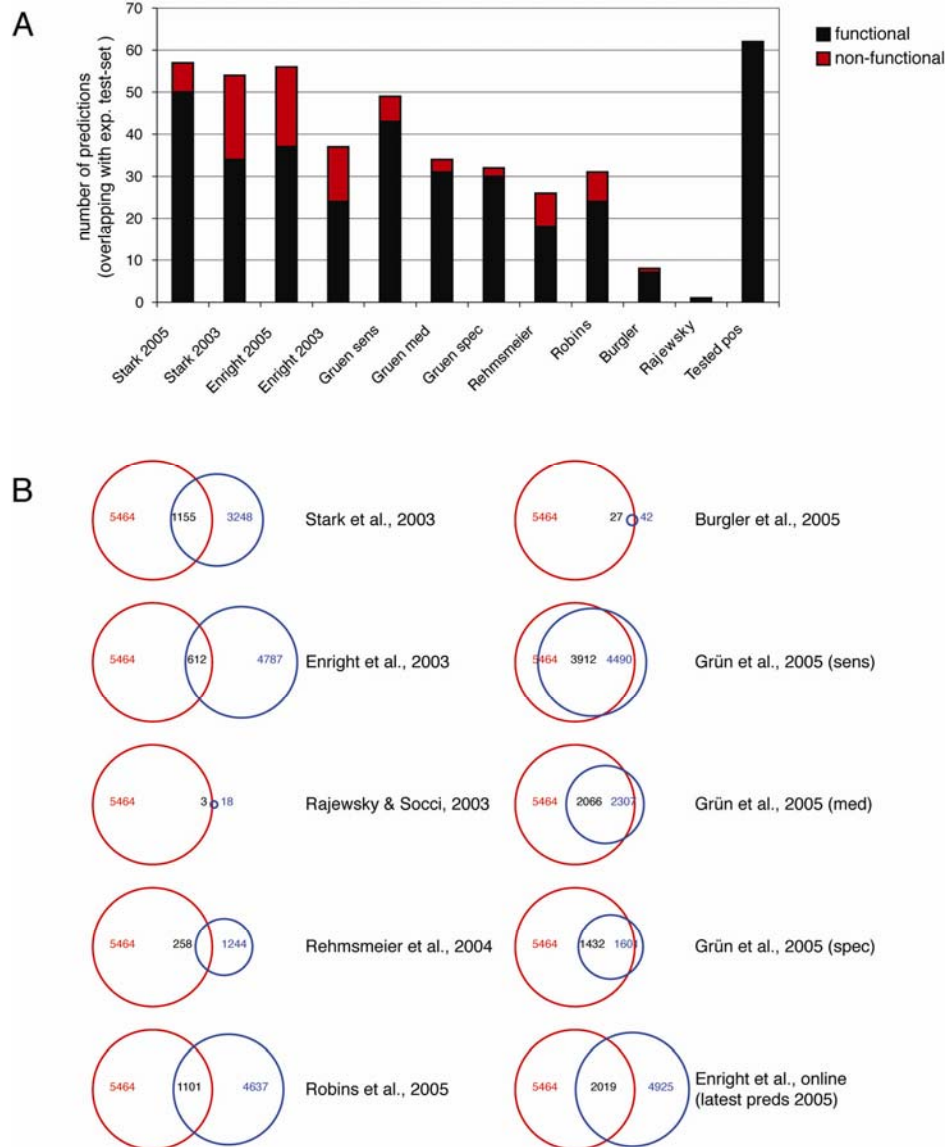 A
number of predictions
(overlapping with exp. test-set )
70
60
50
40
30
20
10
0
functional
non-functional
Stark 2005
Stark 2003
Enright 2005
Enright 2003
Gruen sens
Gruen med
Gruen spec
Rehmsmeier
Robins
Burgler
Rajewsky
Tested pos
B
5464 1155 3248 Stark et al., 2003
5464 27 42 Burgler et al., 2005
5464 612 4787 Enright et al., 2003
5464 3912 4490 Grün et al., 2005 (sens)
5464 3 18 Rajewsky & Socci, 2003
5464 2066 2307 Grün et al., 2005 (med)
5464 258 1244 Rehmsmeier et al., 2004
5464 1432 1601 Grün et al., 2005 (spec)
5464 1101 4637 Robins et al., 2005
5464 2019 4925 Enright et al., online
(latest preds 2005)